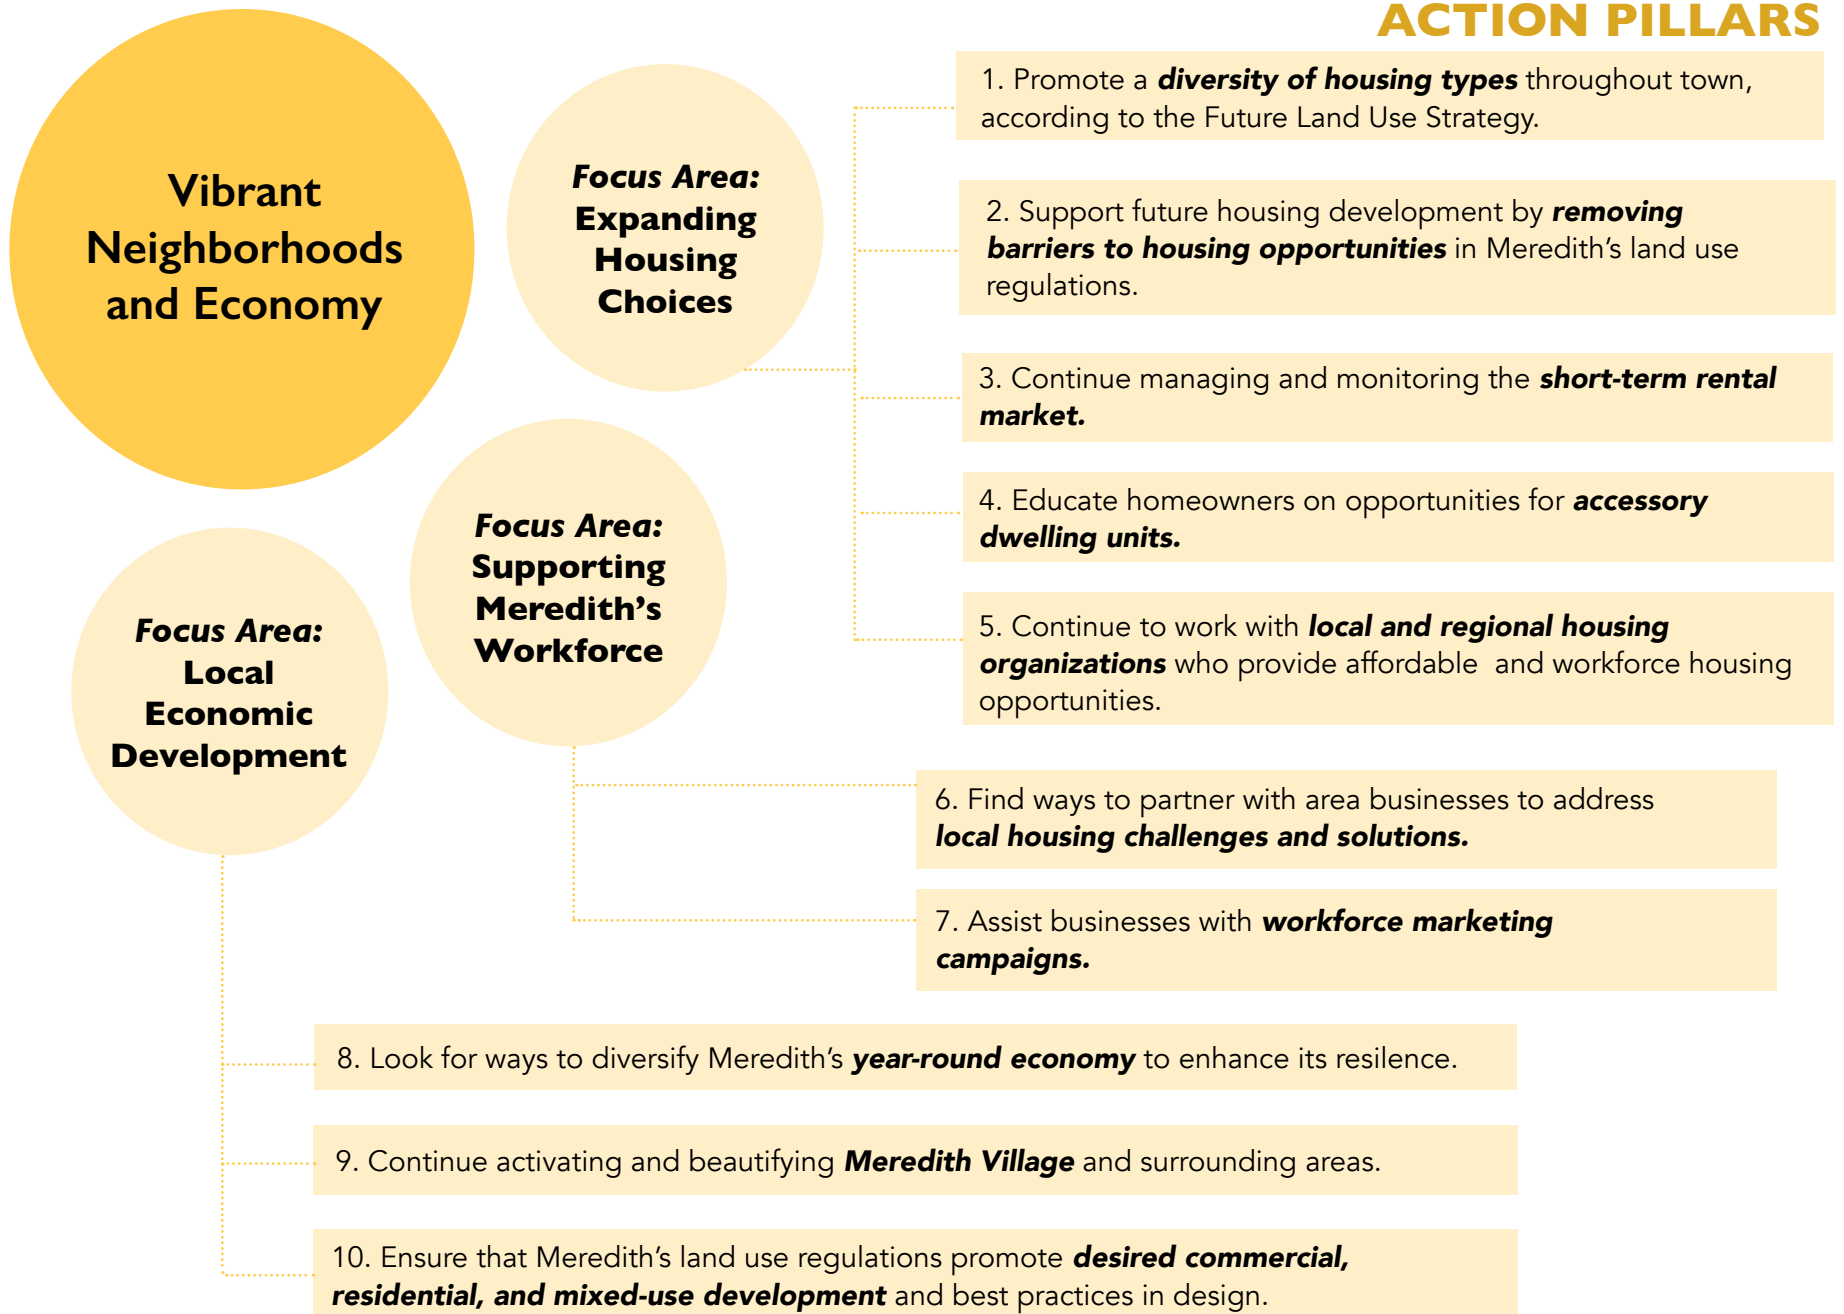 ACTION PILLARS
Vibrant
Neighborhoods
and Economy
Focus Area:
Expanding
Housing
Choices
1. Promote a diversity of housing types throughout town,
according to the Future Land Use Strategy.
2. Support future housing development by removing
barriers to housing opportunities in Meredith’s land use
regulations.
3. Continue managing and monitoring the short-term rental
market.
4. Educate homeowners on opportunities for accessory
dwelling units.
5. Continue to work with local and regional housing
organizations who provide affordable  and workforce housing
opportunities.
Focus Area:
Supporting
Meredith’s
Workforce
6. Find ways to partner with area businesses to address
local housing challenges and solutions.
7. Assist businesses with workforce marketing
campaigns.
Focus Area:
Local
Economic
Development
8. Look for ways to diversify Meredith’s year-round economy to enhance its resilence.
9. Continue activating and beautifying Meredith Village and surrounding areas.
10. Ensure that Meredith’s land use regulations promote desired commercial,
residential, and mixed-use development and best practices in design.